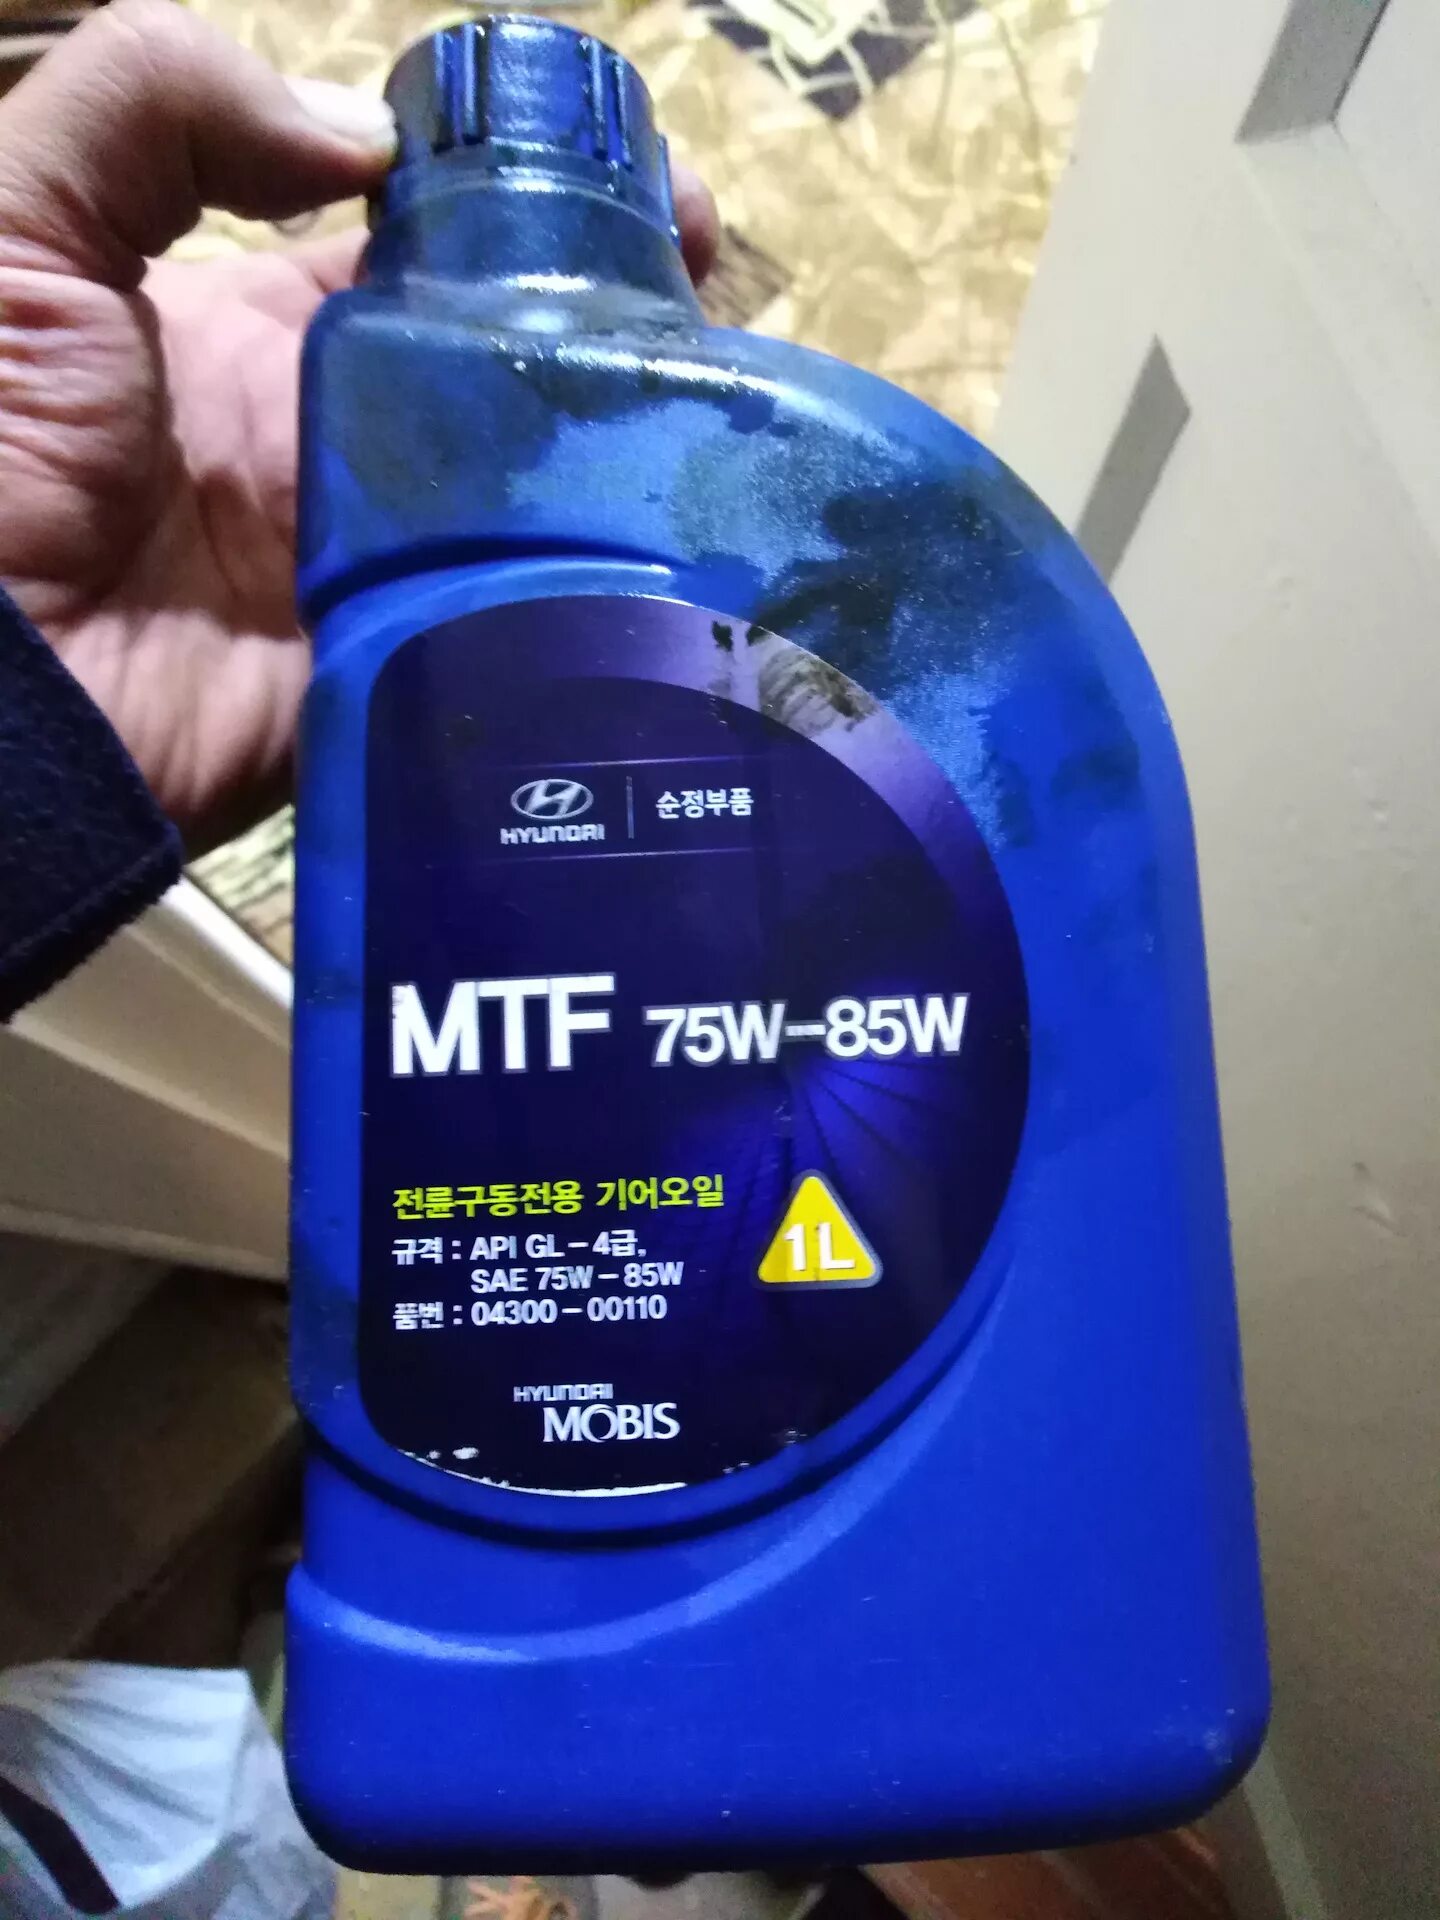 HYUNDAI 순정부품
MTF 75W-85W
전륜구동전용 기어오일
규격 : API GL-4급,
SAE 75W-85W
품번 : 04300-00110
1L
HYUNDAI
MOBIS